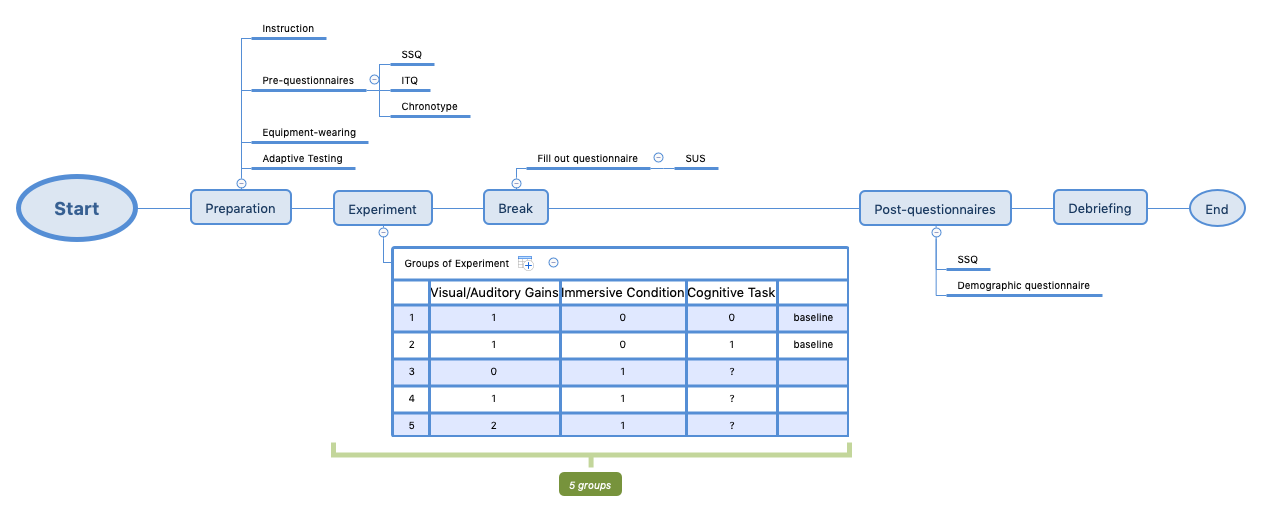 Instruction
SSQ
Pre-questionnaires
ITQ
Chronotype
Equipment-wearing
Adaptive Testing
Fill out questionnaire
SUS
Start
Preparation
Experiment
Break
Post-questionnaires
Debriefing
End
Groups of Experiment
Visual/Auditory Gains Immersive Condition Cognitive Task
1 1 0 0 baseline
2 1 0 1 baseline
3 0 1 ?
4 1 1 ?
5 2 1 ?
SSQ
Demographic questionnaire
5 groups